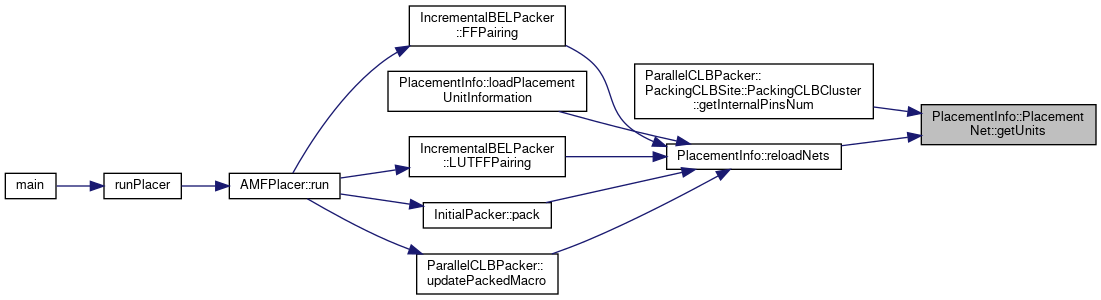 IncrementalBELPacker
::FFPairing
PlacementInfo::loadPlacement
UnitInformation
ParallelCLBPacker::
PackingCLBSite::PackingCLBCluster
::getInternalPinsNum
PlacementInfo::Placement
Net::getUnits
IncrementalBELPacker
::LUTFFPairing
PlacementInfo::reloadNets
main
runPlacer
AMFPlacer::run
InitialPacker::pack
ParallelCLBPacker::
updatePackedMacro